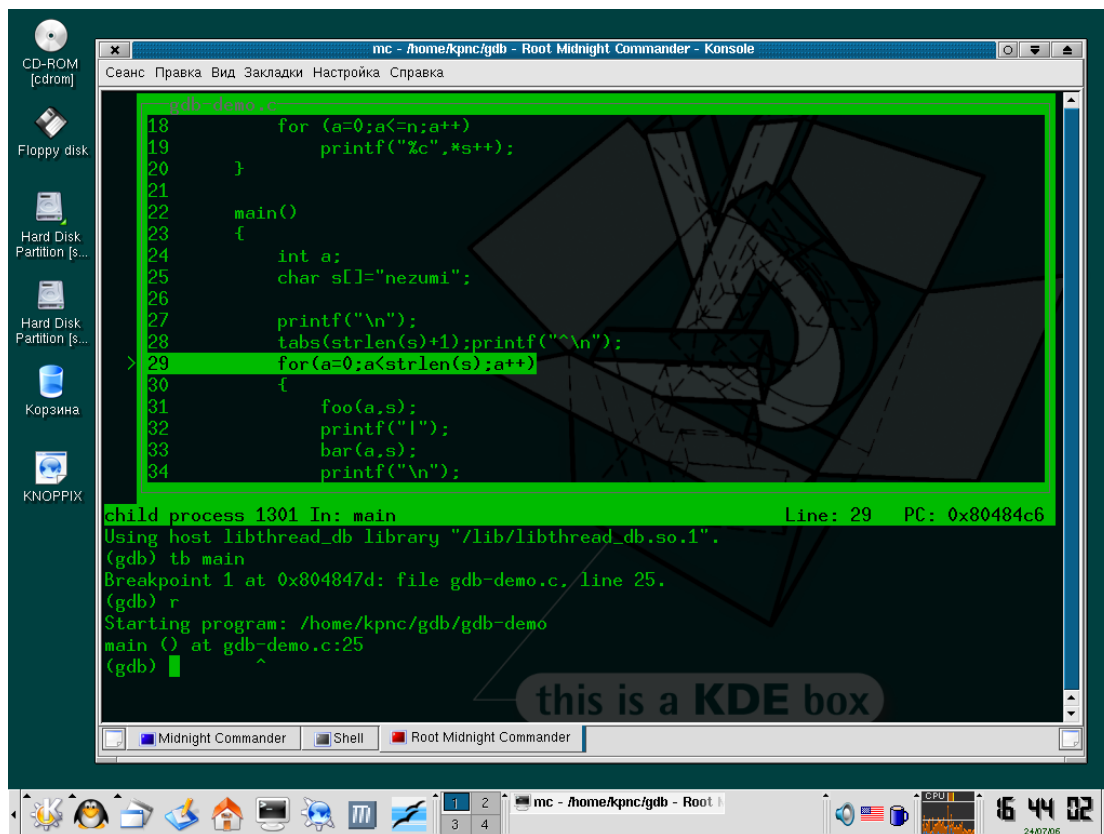 CD-ROM
[cdrom]
Floppy disk
Hard Disk
Partition [s...
Hard Disk
Partition [s...
Корзина
KNOPPIX
mc - /home/kpnc/gdb - Root Midnight Commander - Konsole
Сеанс Правка Вид Закладки Настройка Справка
gdb-demo.c
18 for (a=0;a<=n;a++)
19 printf("%c",*s++);
20 }
21
22 main()
23 {
24 int a;
25 char s[]="nezumi";
26
27 printf("\n");
28 tabs(strlen(s)+1);printf("^\n");
> 29 for(a=0;a<strlen(s);a++)
30 {
31 foo(a,s);
32 printf("|");
33 bar(a,s);
34 printf("\n");
child process 1301 In: main Line: 29 PC: 0x80484c6
Using host libthread_db library "/lib/libthread_db.so.1".
(gdb) tb main
Breakpoint 1 at 0x804847d: file gdb-demo.c, line 25.
(gdb) r
Starting program: /home/kpnc/gdb/gdb-demo
main () at gdb-demo.c:25
(gdb) ^
this is a KDE box
Midnight Commander Shell Root Midnight Commander
1 2
3 4
mc - /home/kpnc/gdb - Root
CPU
16 44 02
24/07/06